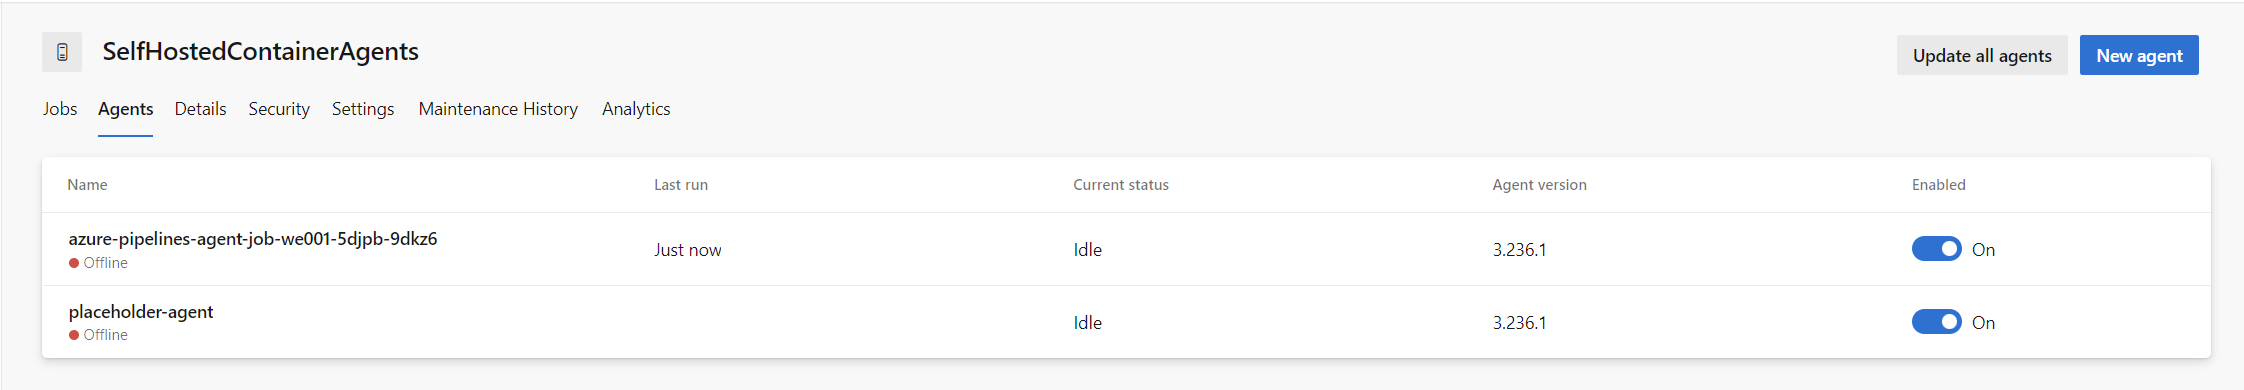 SelfHostedContainerAgents
Update all agents
New agent
Jobs Agents Details Security Settings Maintenance History Analytics
Name Last run Current status Agent version Enabled
azure-pipelines-agent-job-we001-5djpb-9dkz6
Offline
Just now Idle 3.236.1 On
placeholder-agent
Offline
Idle 3.236.1 On